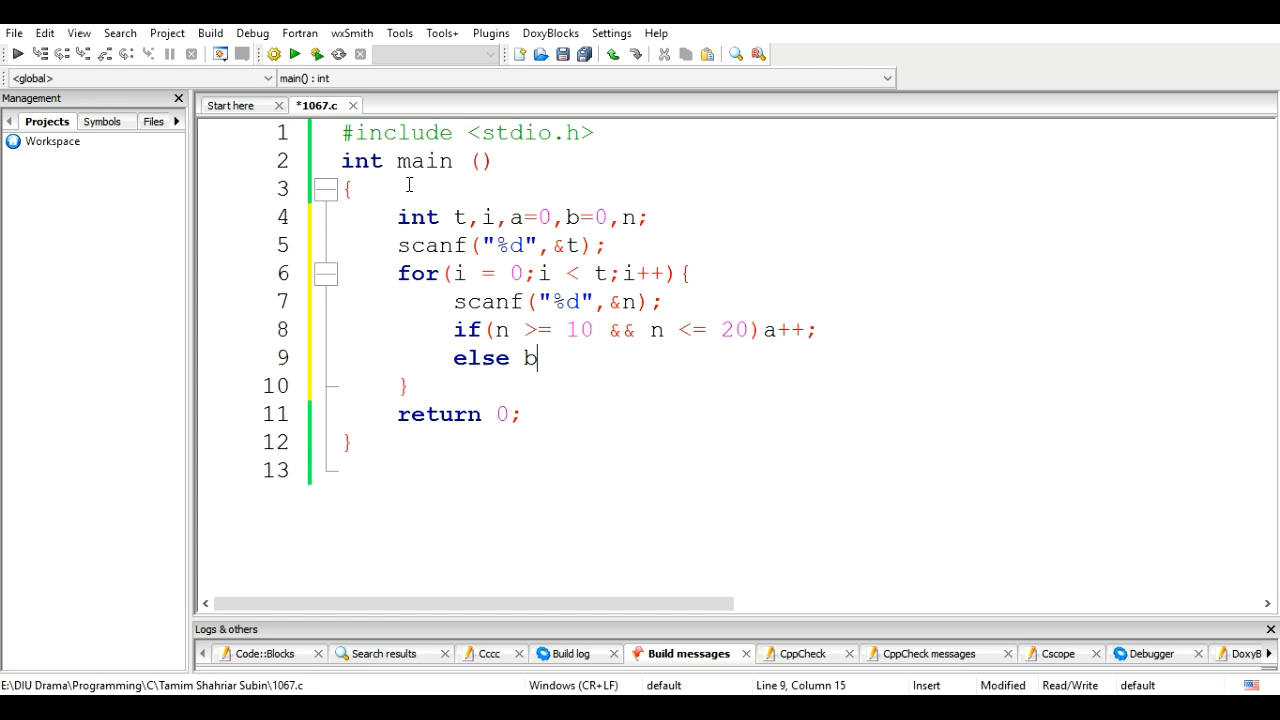 File Edit View Search Project Build Debug Fortran wxSmith Tools Tools+ Plugins DoxyBlocks Settings Help
<global> main() : int
Management
Projects Symbols Files
Workspace
Start here *1067.c
1 #include <stdio.h>
2 int main ()
3 {
4 int t,i,a=0,b=0,n;
5 scanf("%d",&t);
6 for(i = 0;i < t;i++){
7 scanf("%d",&n);
8 if(n >= 10 && n <= 20)a++;
9 else b
10 }
11 return 0;
12 }
13
Logs & others
Code::Blocks Search results Cccc Build log Build messages CppCheck CppCheck messages Cscope Debugger DoxyB
E:\DIU Drama\Programming\C\Tamim Shahriar Subin\1067.c Windows (CR+LF) default Line 9, Column 15 Insert Modified Read/Write default